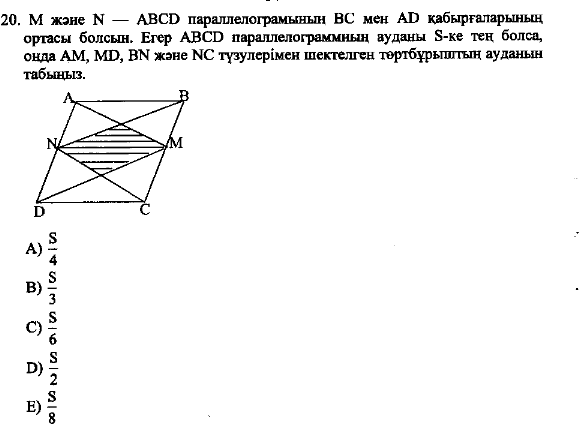 20. М және N — ABCD параллелограмынын BC мен AD қабырғаларының
ортасы болсын. Егер ABCD параллелограммның ауданы S-ке тең болса,
онда AM, MD, BN және NC түзулерімен шектелген төртбұрыштың ауданын
табыңыз.
A B
N M
D C
A) S/4
B) S/3
C) S/6
D) S/2
E) S/8